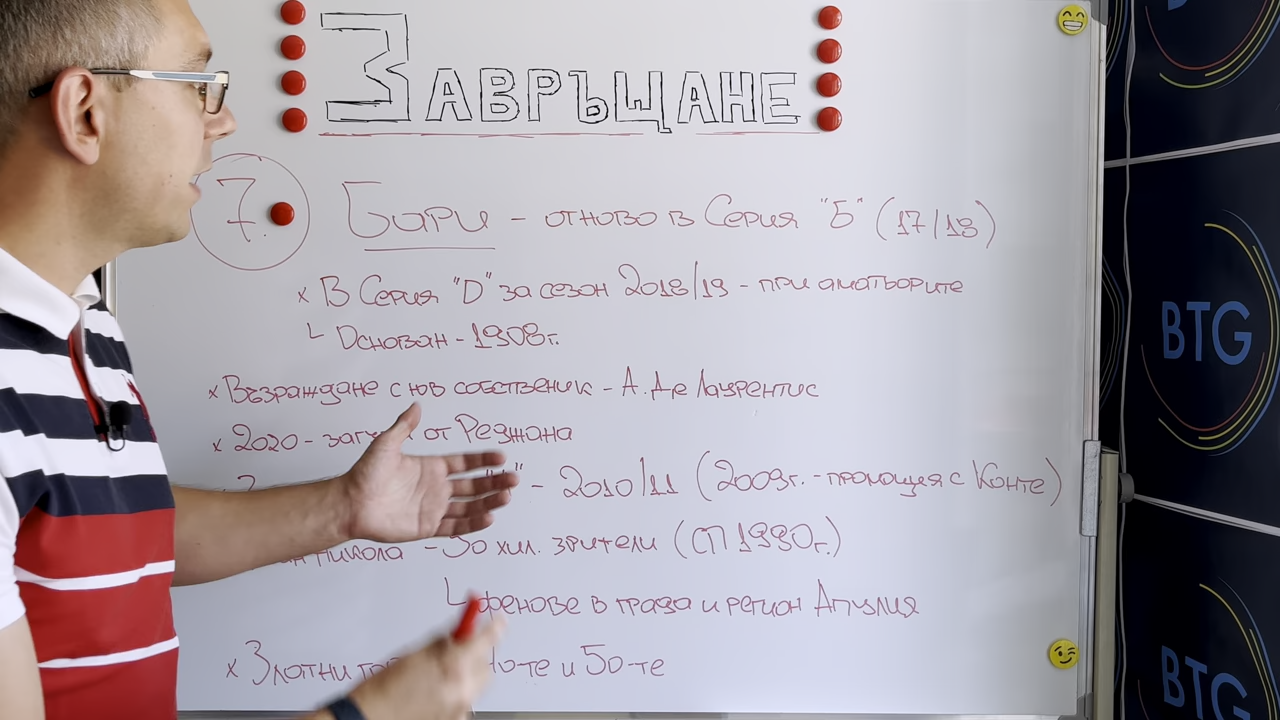 ЗАВРЪЩАНЕ
7. Бари - отново в Серия "Б" (17/18)
x В Серия "D" за сезон 2018/19 - при аматьорите
Основан - 1908г.
x Възраждане с нов собственик - А. Де Лаурентис
x 2020 - от Реджана
- 2010/11 (2009г. - промоция с Конте)
Никола - 50 хил. зрители (СП 1990г.)
фенове в града и регион Апулия
x Златни 40-те и 50-те
BTG
BTG